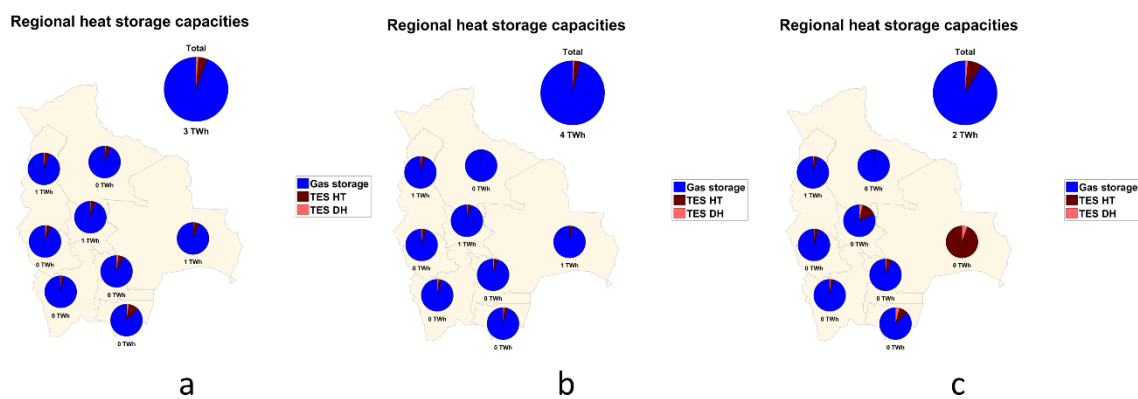 Regional heat storage capacities
Total
3 TWh
1 TWh
0 TWh
1 TWh
0 TWh
1 TWh
0 TWh
0 TWh
0 TWh
Gas storage
TES HT
TES DH
a
Regional heat storage capacities
Total
4 TWh
1 TWh
0 TWh
1 TWh
0 TWh
1 TWh
0 TWh
0 TWh
0 TWh
Gas storage
TES HT
TES DH
b
Regional heat storage capacities
Total
2 TWh
1 TWh
0 TWh
0 TWh
0 TWh
0 TWh
0 TWh
0 TWh
0 TWh
Gas storage
TES HT
TES DH
c